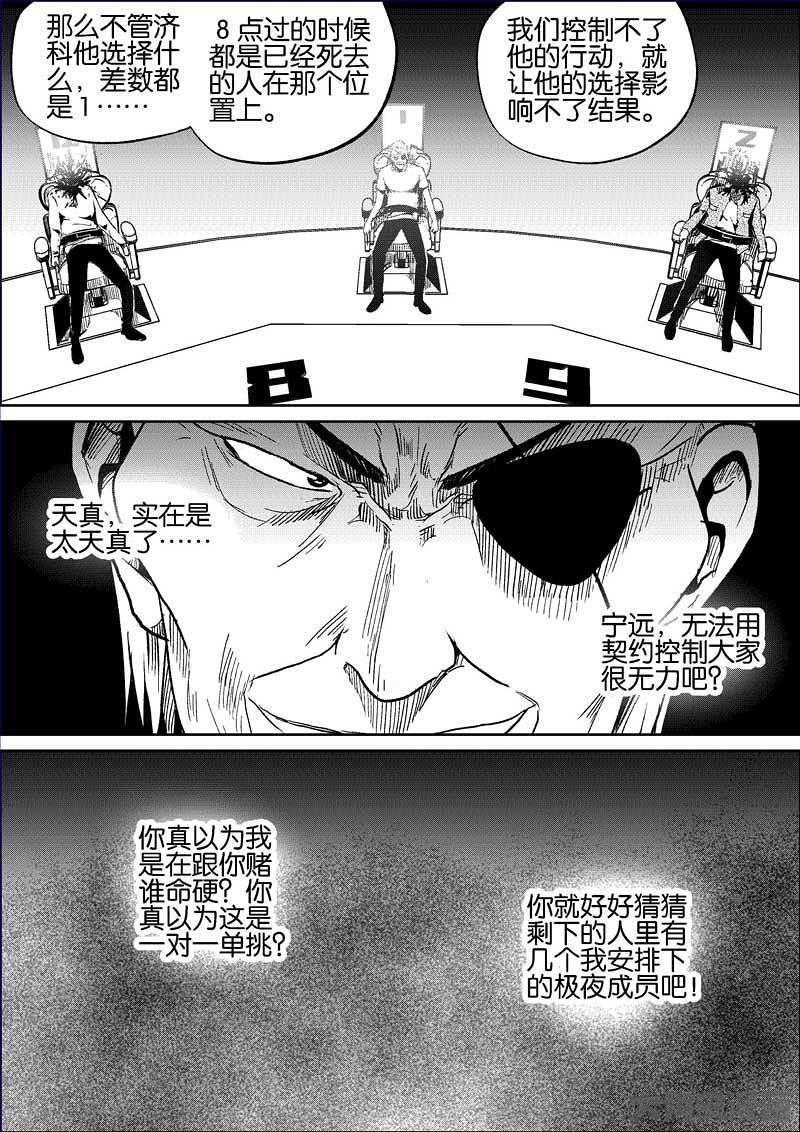 那么不管济
科他选择什
么，差数都
是1……
8点过的时候
都是已经死去
的人在那个位
置上。
我们控制不了
他的行动，就
让他的选择影
响不了结果。
12
1
2
8
9
天真，实在是
太天真了……
宁远，无法用
契约控制大家
很无力吧？
你真以为我
是在跟你赌
谁命硬？你
真以为这是
一对一单挑？
你就好好猜猜
剩下的人里有
几个我安排下
的极夜成员吧！